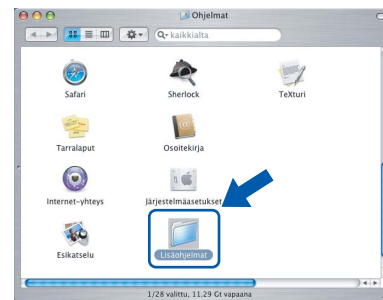 Ohjelmat
kaikkialta
Safari
Sherlock
TeXturi
Tarralaput
Osoitekirja
Internet-yhteys
Järjestelmäasetukset
Esikatselu
Lisäohjelmat
1/28 valittu, 11.29 Gt vapaana